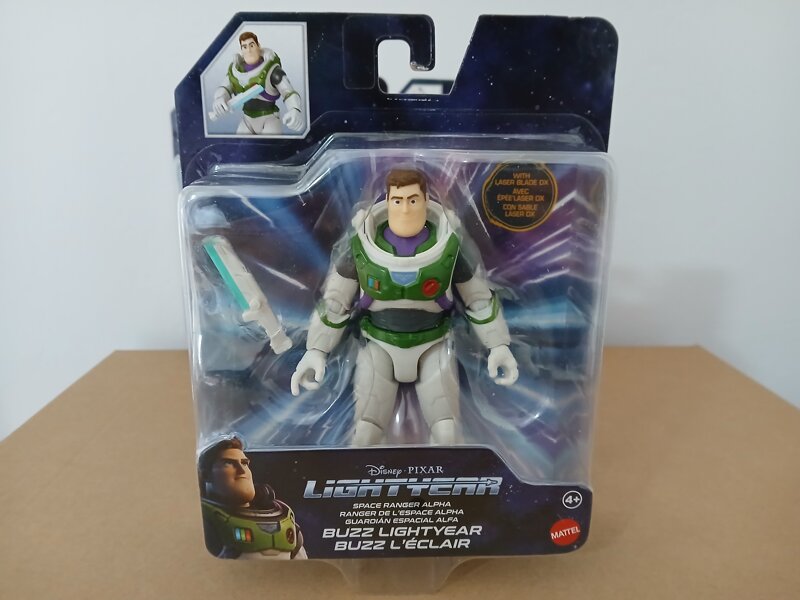 WITH
LASER BLADE DX
AVEC
ÉPÉE LASER DX
CON SABLE
LASER DX
DISNEY · PIXAR
LIGHTYEAR
SPACE RANGER ALPHA
RANGER DE L'ESPACE ALPHA
GUARDIÁN ESPACIAL ALFA
BUZZ LIGHTYEAR
BUZZ L'ÉCLAIR
4+
MATTEL